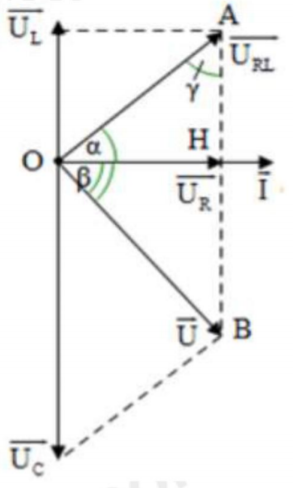 U_L A
U_RL
γ
O α H
β U_R I
U B
U_C